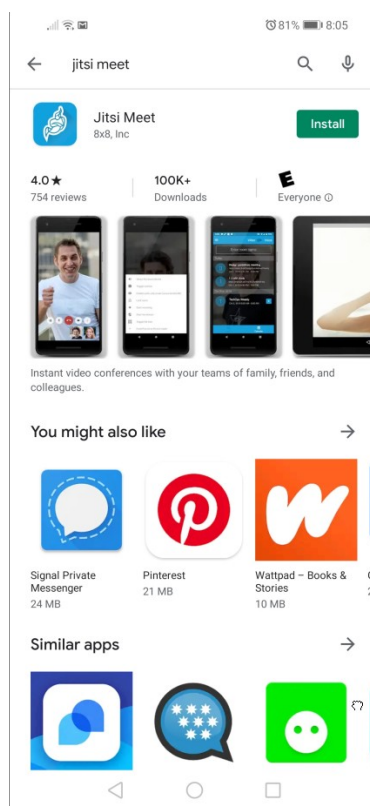 81% 8:05
jitsi meet
Jitsi Meet
8x8, Inc
Install
4.0★
754 reviews
100K+
Downloads
E
Everyone
Instant video conferences with your teams of family, friends, and
colleagues.
You might also like
Signal Private
Messenger
24 MB
Pinterest
21 MB
Wattpad – Books &
Stories
10 MB
Similar apps